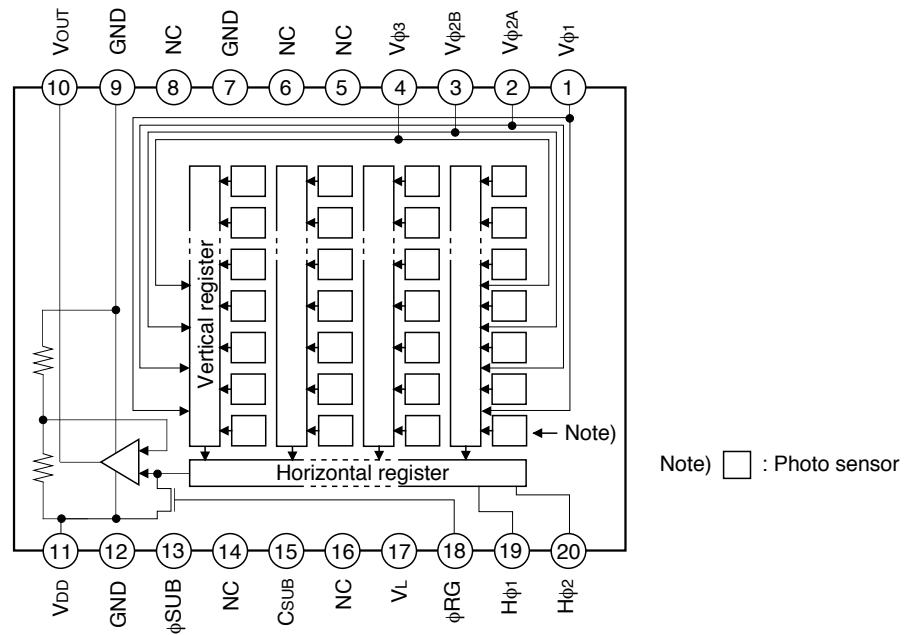 VOUT
GND
NC
GND
NC
NC
Vφ3
Vφ2B
Vφ2A
Vφ1
10
9
8
7
6
5
4
3
2
1
Vertical register
Note)
Horizontal register
Note) : Photo sensor
11
12
13
14
15
16
17
18
19
20
VDD
GND
φSUB
NC
CSUB
NC
VL
φRG
Hφ1
Hφ2